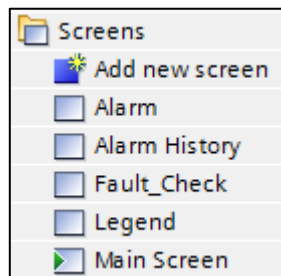 Screens
Add new screen
Alarm
Alarm History
Fault_Check
Legend
Main Screen